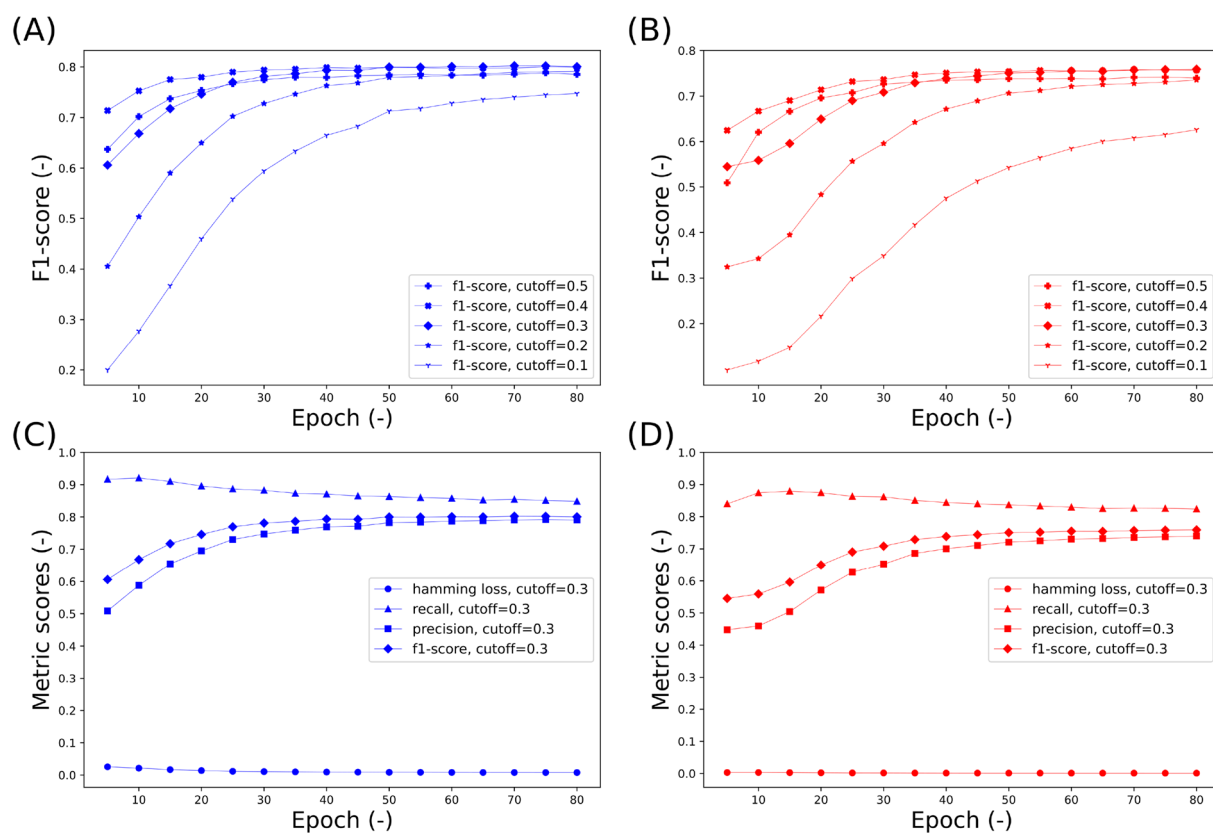 (A)
F1-score (-)
0.8
0.7
0.6
0.5
0.4
0.3
0.2
f1-score, cutoff=0.5
f1-score, cutoff=0.4
f1-score, cutoff=0.3
f1-score, cutoff=0.2
f1-score, cutoff=0.1
10 20 30 40 50 60 70 80
Epoch (-)
(B)
F1-score (-)
0.8
0.7
0.6
0.5
0.4
0.3
0.2
f1-score, cutoff=0.5
f1-score, cutoff=0.4
f1-score, cutoff=0.3
f1-score, cutoff=0.2
f1-score, cutoff=0.1
10 20 30 40 50 60 70 80
Epoch (-)
(C)
Metric scores (-)
1.0
0.9
0.8
0.7
0.6
0.5
0.4
0.3
0.2
0.1
0.0
hamming loss, cutoff=0.3
recall, cutoff=0.3
precision, cutoff=0.3
f1-score, cutoff=0.3
10 20 30 40 50 60 70 80
Epoch (-)
(D)
Metric scores (-)
1.0
0.9
0.8
0.7
0.6
0.5
0.4
0.3
0.2
0.1
0.0
hamming loss, cutoff=0.3
recall, cutoff=0.3
precision, cutoff=0.3
f1-score, cutoff=0.3
10 20 30 40 50 60 70 80
Epoch (-)